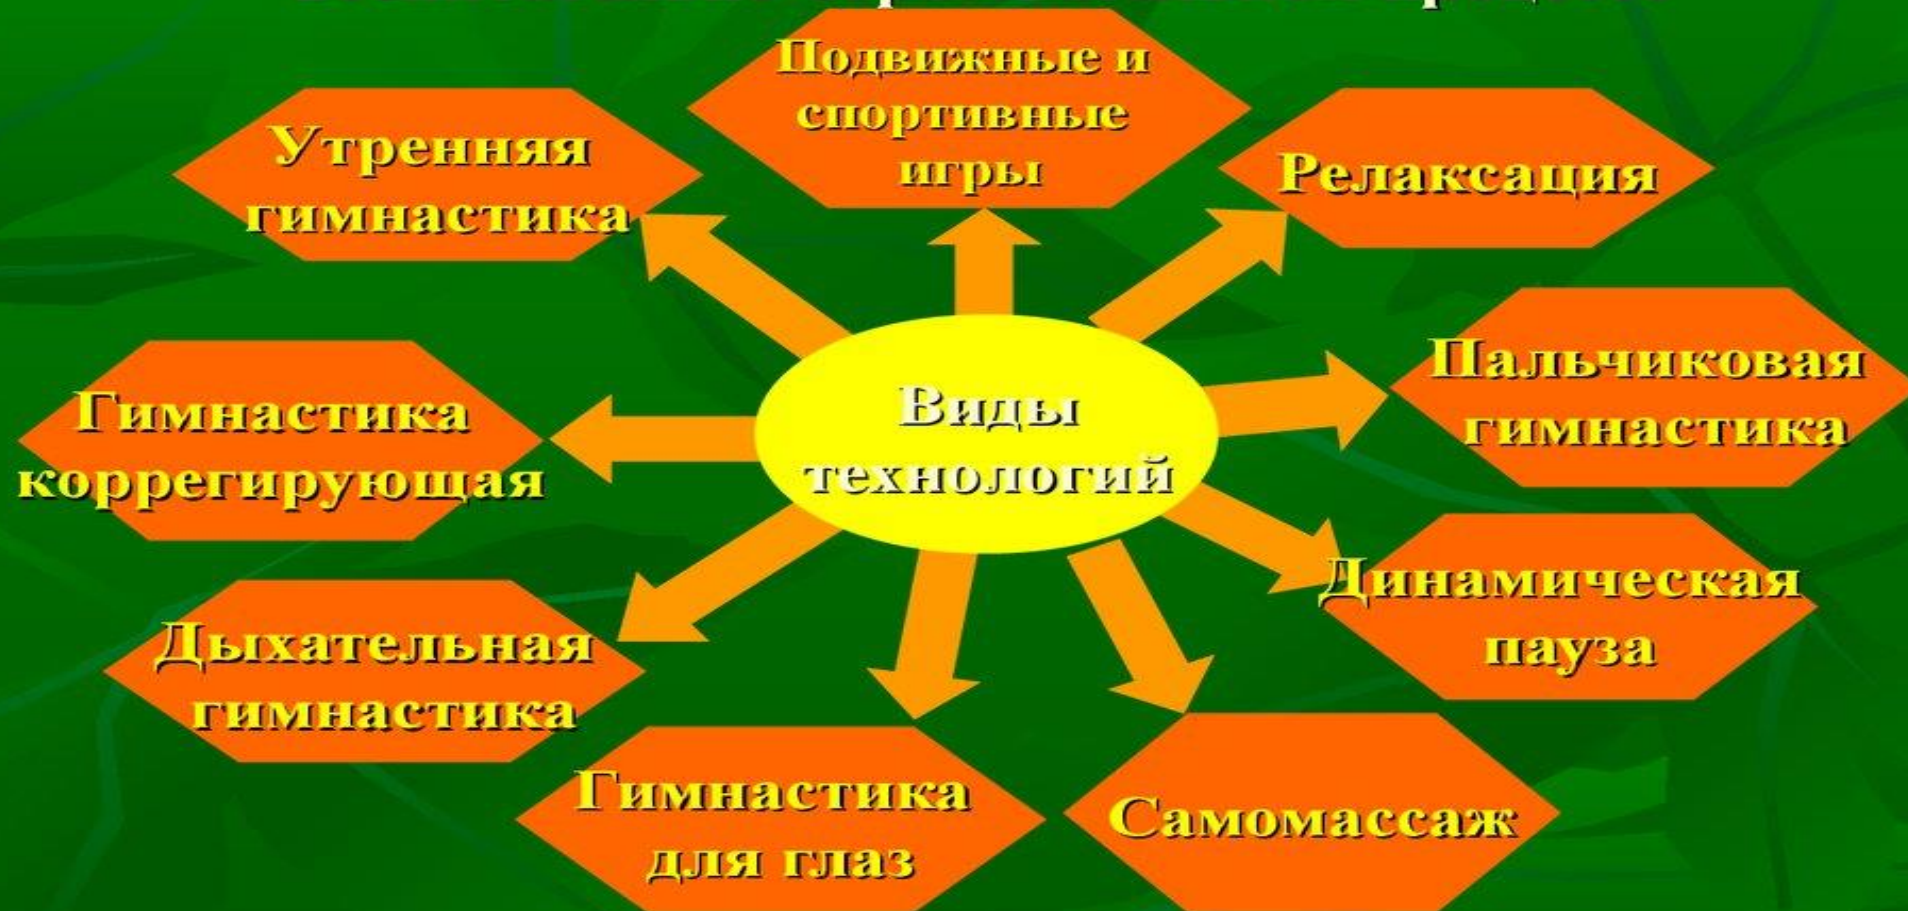 Подвижные и
спортивные
игры
Утренняя
гимнастика
Релаксация
Пальчиковая
гимнастика
Виды
технологий
Гимнастика
коррегирующая
Динамическая
пауза
Дыхательная
гимнастика
Гимнастика
для глаз
Самомассаж